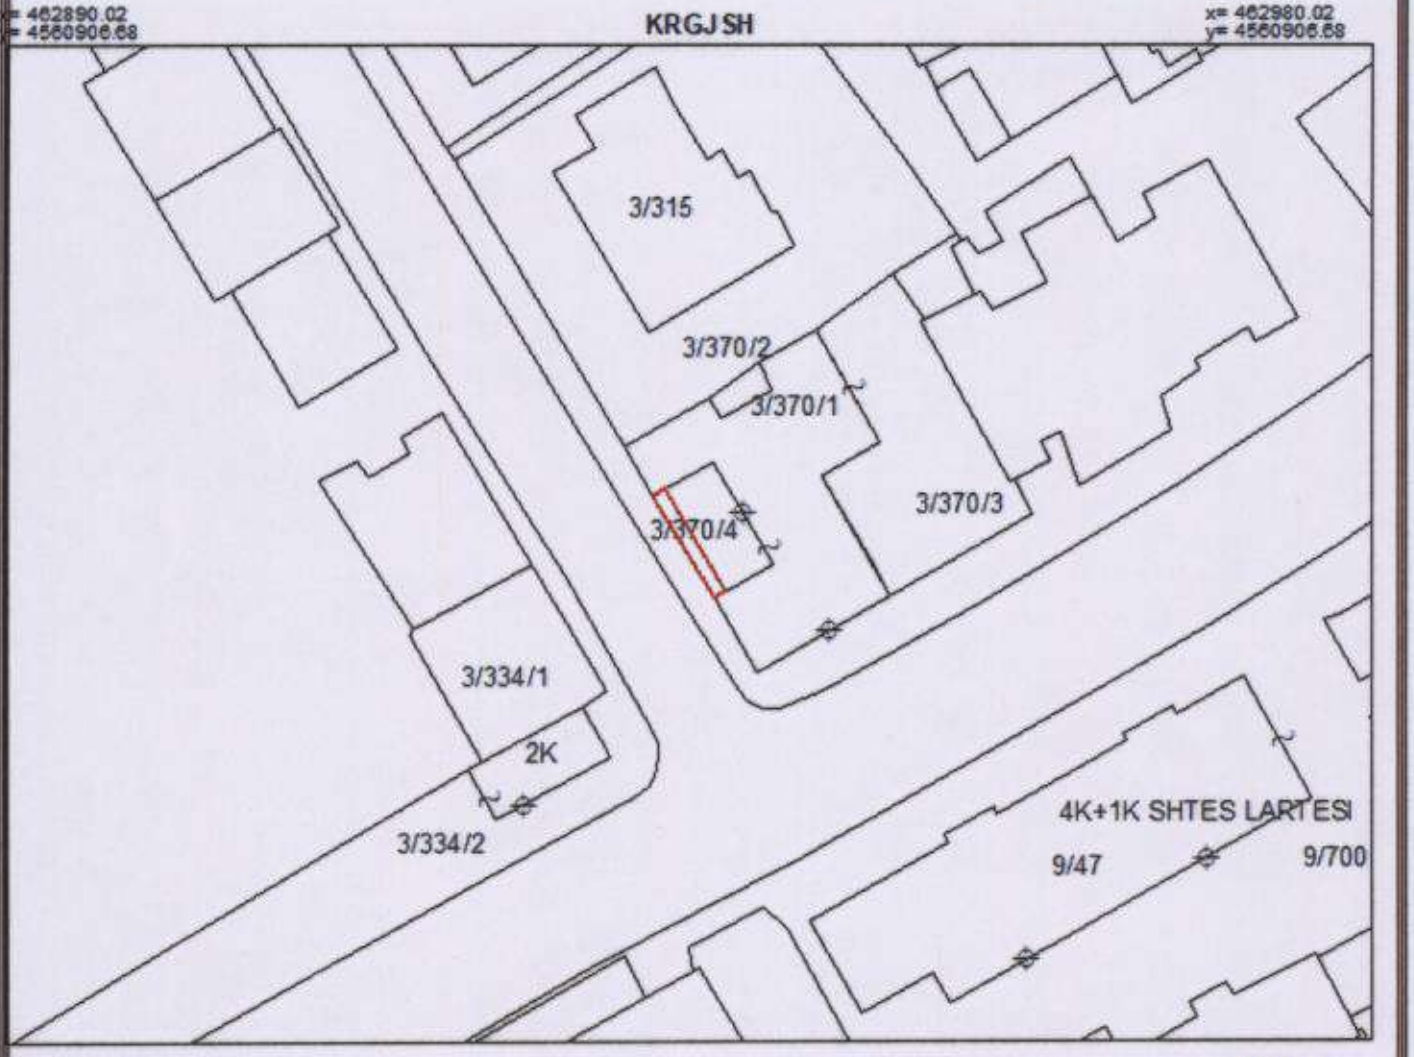 = 462890.02
= 4560906.68
KRGJSH
x= 462980.02
y= 4560906.68
3/315
3/370/2
3/370/1
3/370/3
3/370/4
3/334/1
2K
3/334/2
4K+1K SHTES LARTESI
9/47
9/700